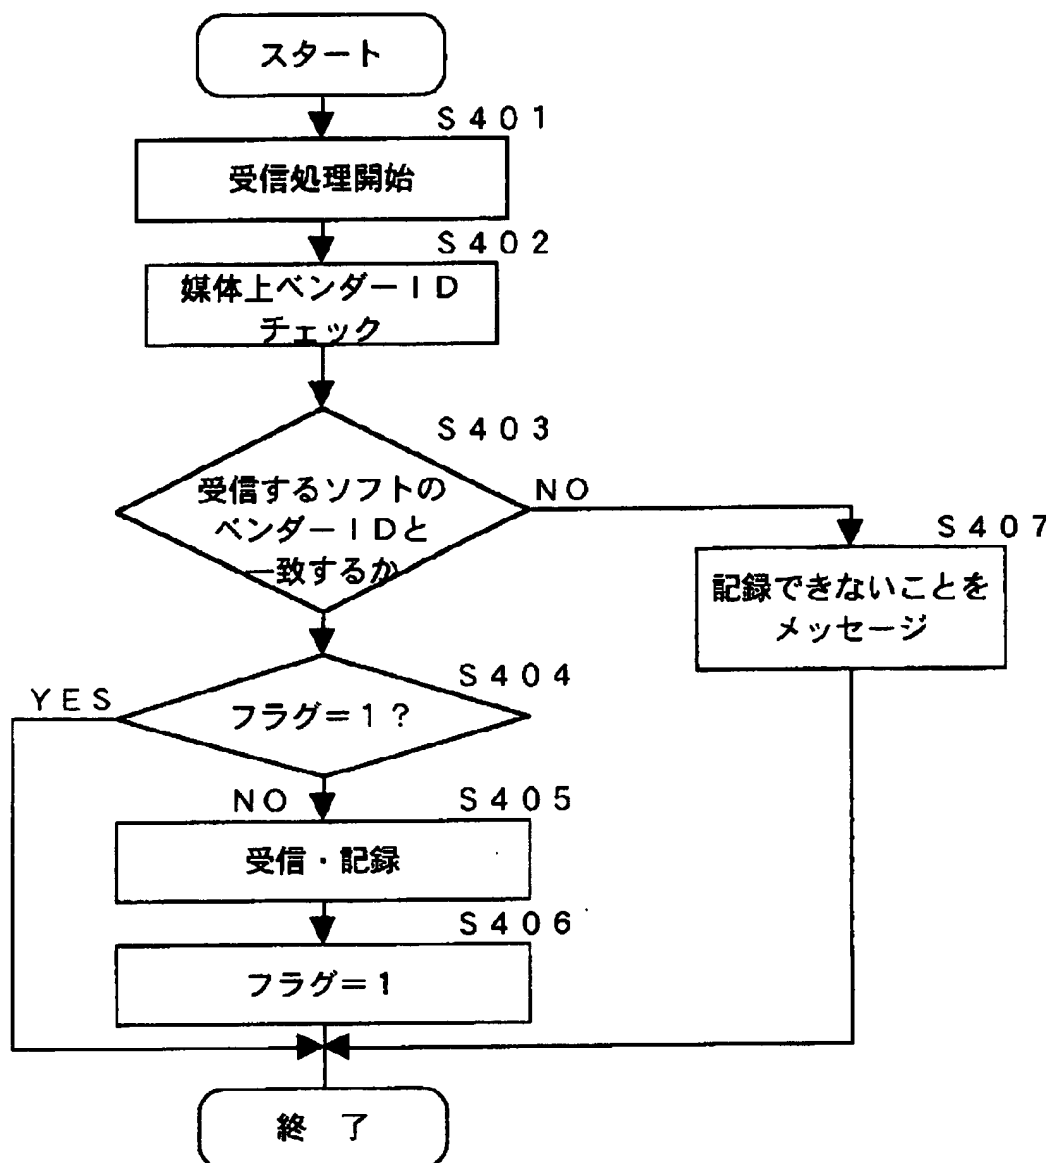 スタート
S401
受信処理開始
S402
媒体上ベンダーID
チェック
S403
受信するソフトの
ベンダーIDと
一致するか
NO
S407
記録できないことを
メッセージ
S404
YES
フラグ=1?
NO
S405
受信・記録
S406
フラグ=1
終 了